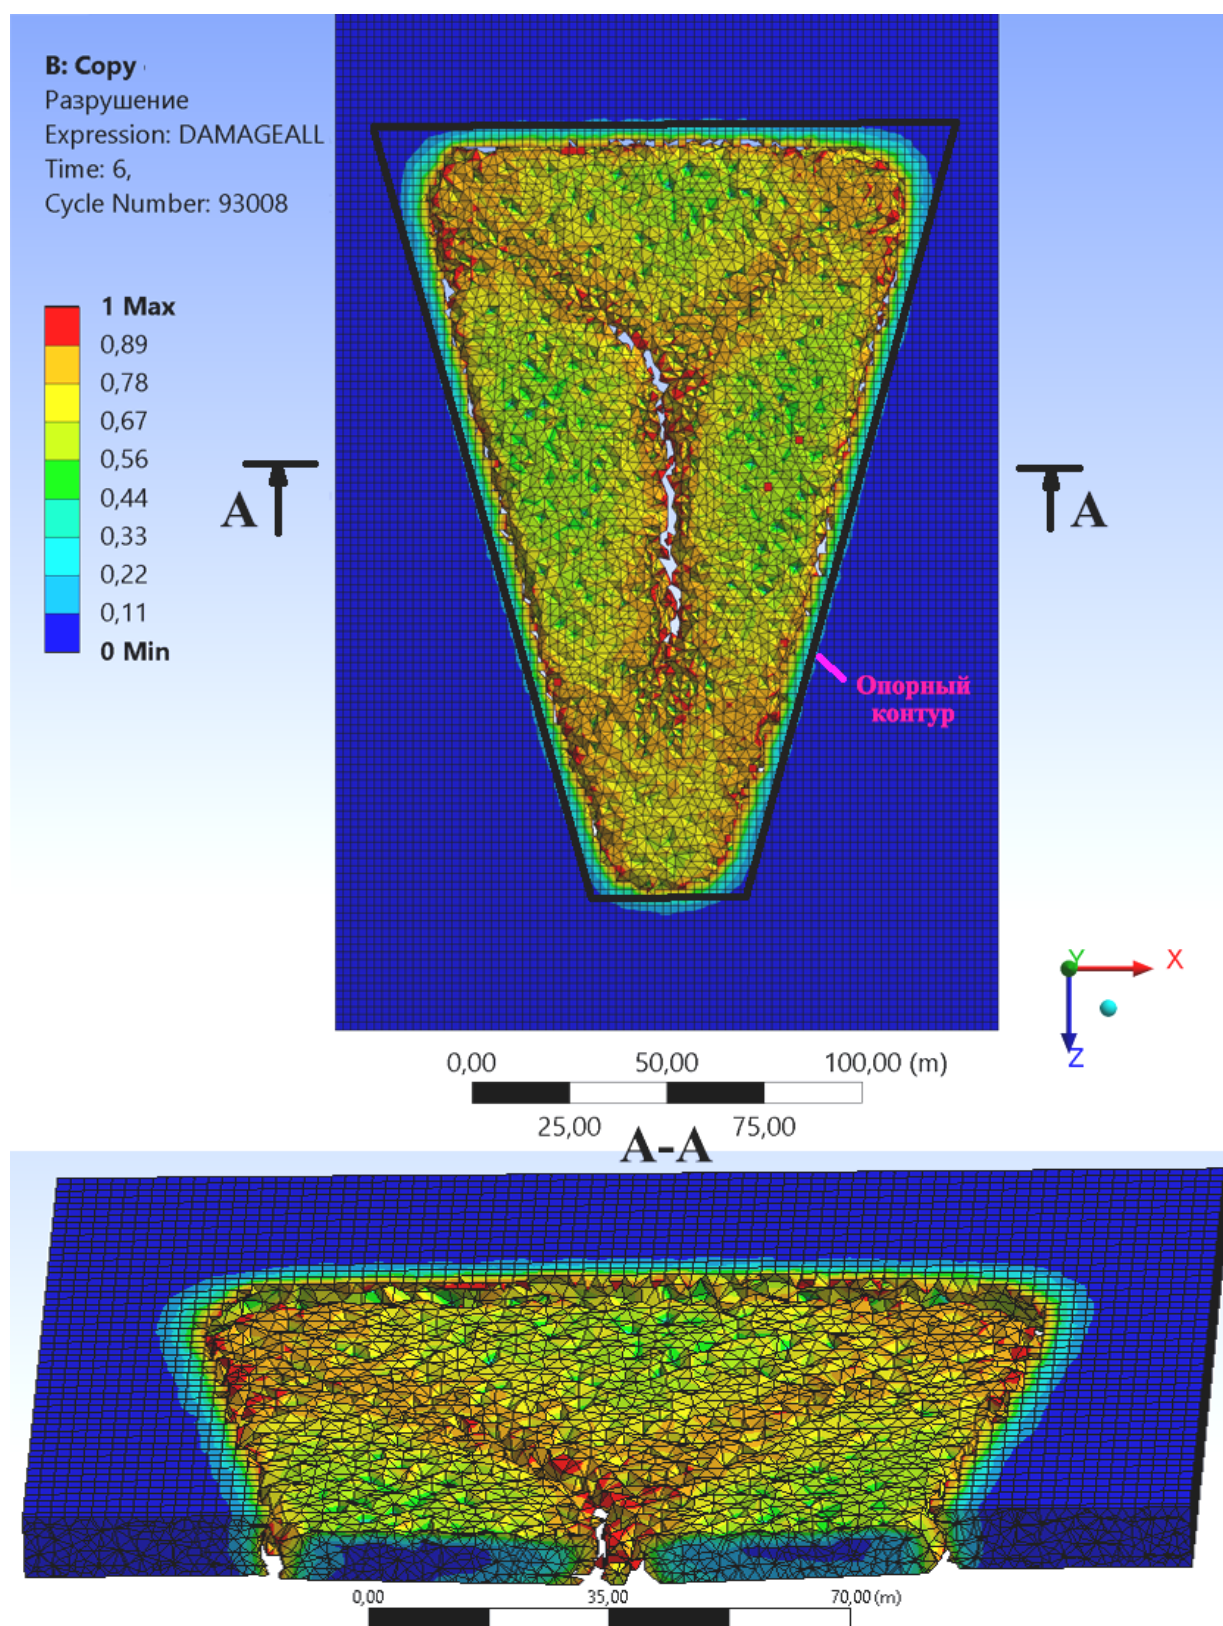 B: Copy
Разрушение
Expression: DAMAGEALL
Time: 6,
Cycle Number: 93008
1 Max
0,89
0,78
0,67
0,56
0,44
0,33
0,22
0,11
0 Min
А
А
Опорный
контур
Y
X
Z
0,00 50,00 100,00 (m)
25,00 75,00
А-А
0,00 35,00 70,00 (m)